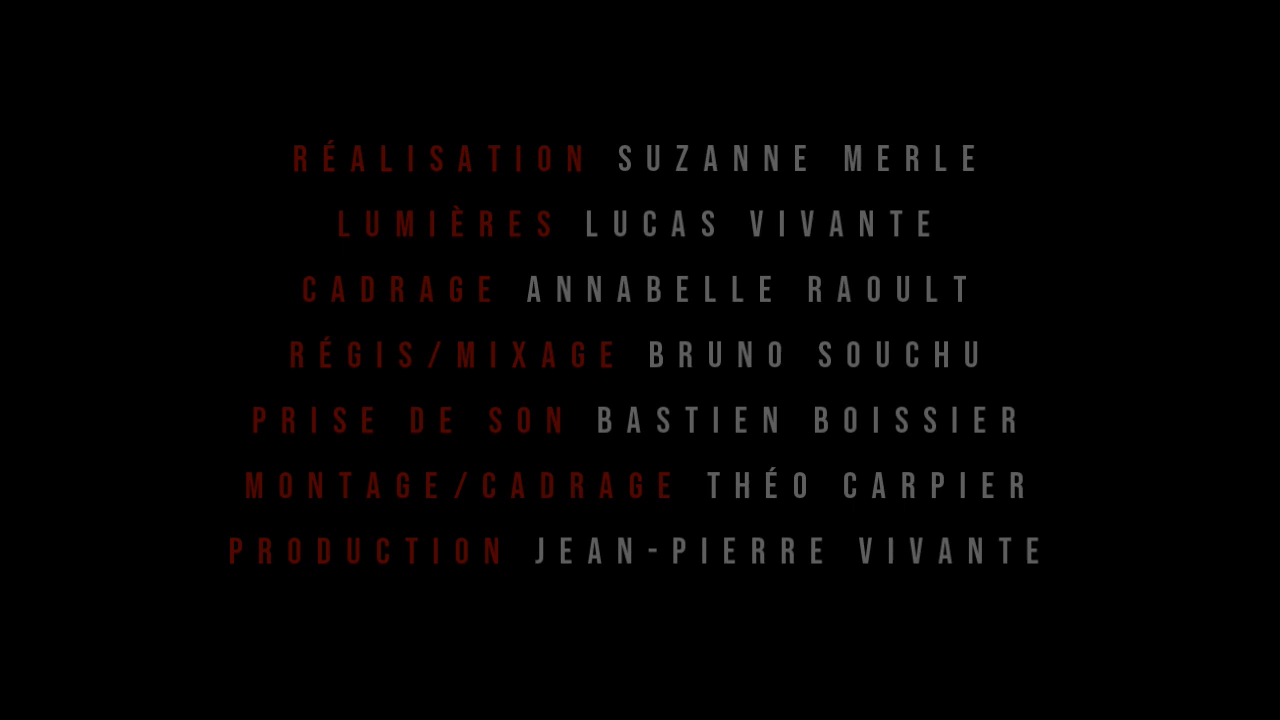 RÉALISATION SUZANNE MERLE
LUMIÈRES LUCAS VIVANTE
CADRAGE ANNABELLE RAOULT
RÉGIS/MIXAGE BRUNO SOUCHU
PRISE DE SON BASTIEN BOISSIER
MONTAGE/CADRAGE THÉO CARPIER
PRODUCTION JEAN-PIERRE VIVANTE